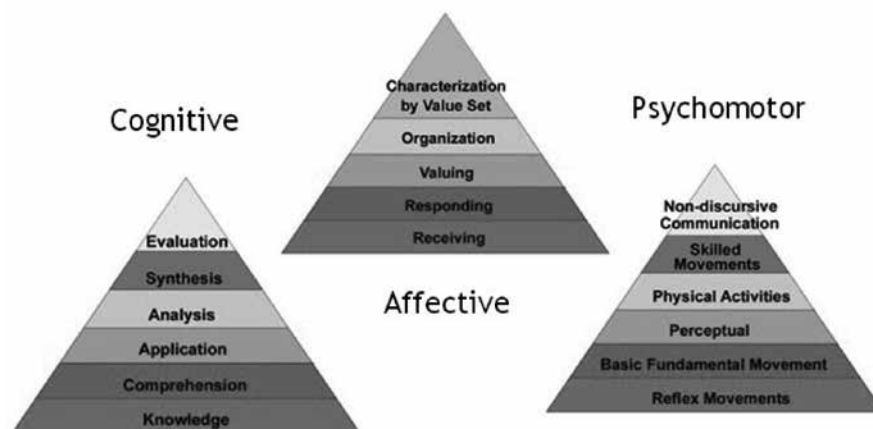 Cognitive
Evaluation
Synthesis
Analysis
Application
Comprehension
Knowledge
Characterization
by Value Set
Organization
Valuing
Responding
Receiving
Affective
Psychomotor
Non-discursive
Communication
Skilled
Movements
Physical Activities
Perceptual
Basic Fundamental Movement
Reflex Movements